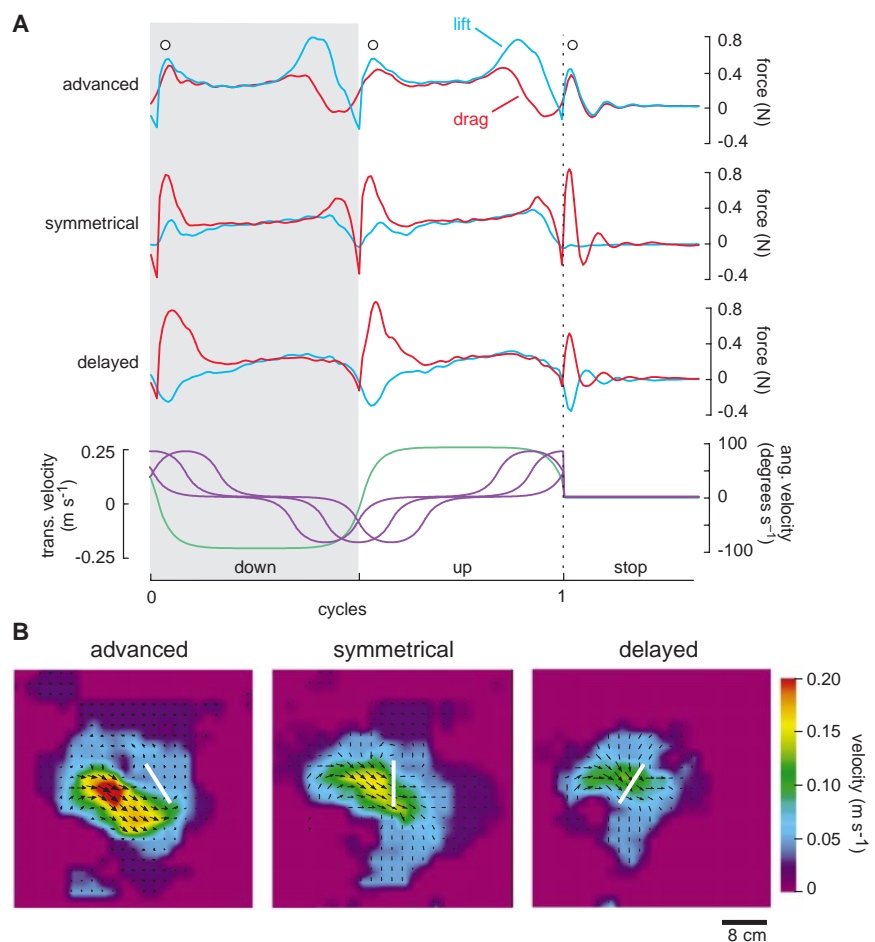 A
lift
drag
advanced
0.8
0.4
0
-0.4
force (N)
symmetrical
0.8
0.4
0
-0.4
force (N)
delayed
0.8
0.4
0
-0.4
force (N)
trans. velocity
(m s-1)
0.25
0
-0.25
100
0
-100
ang. velocity
(degrees s-1)
down
up
stop
0
cycles
1
B
advanced
symmetrical
delayed
0.20
0.15
0.10
0.05
0
velocity (m s-1)
8 cm